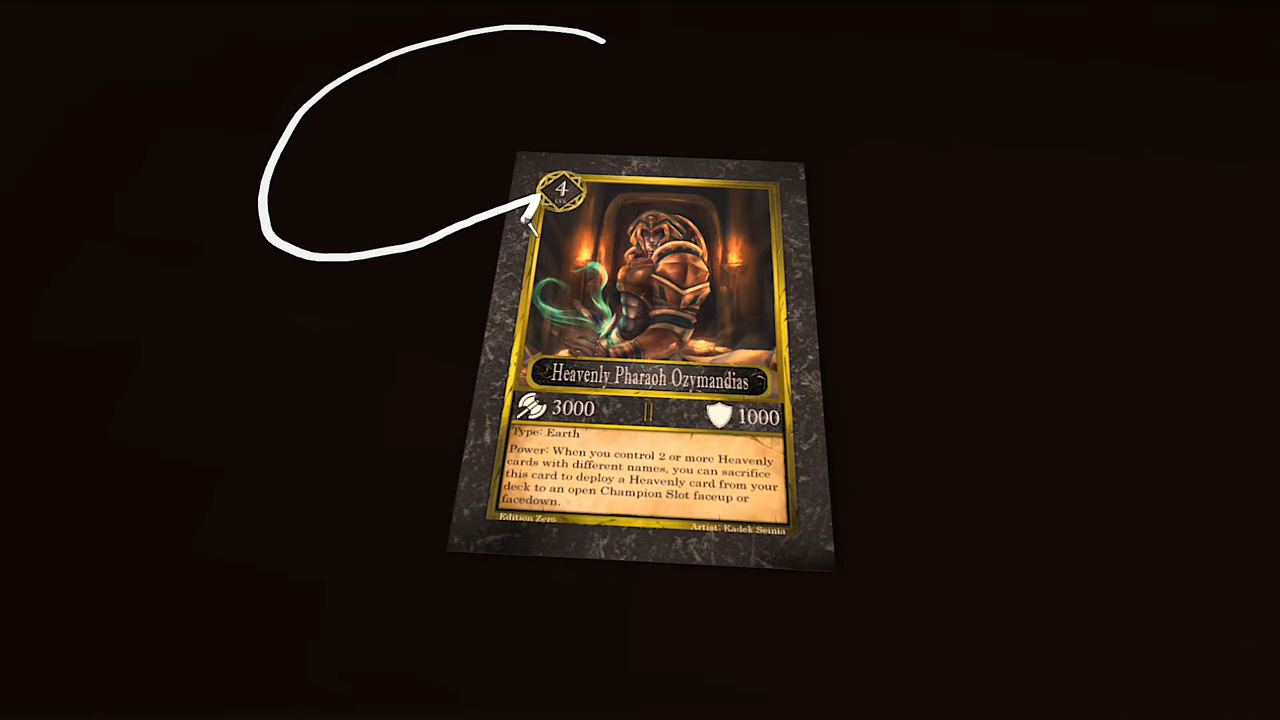 4
LVL
Heavenly Pharaoh Ozymandias
3000
1000
Type: Earth
Power: When you control 2 or more Heavenly
cards with different names, you can sacrifice
this card to deploy a Heavenly card from your
deck to an open Champion Slot faceup or
facedown.
Edition Zero
Artist: Kadek Seinia